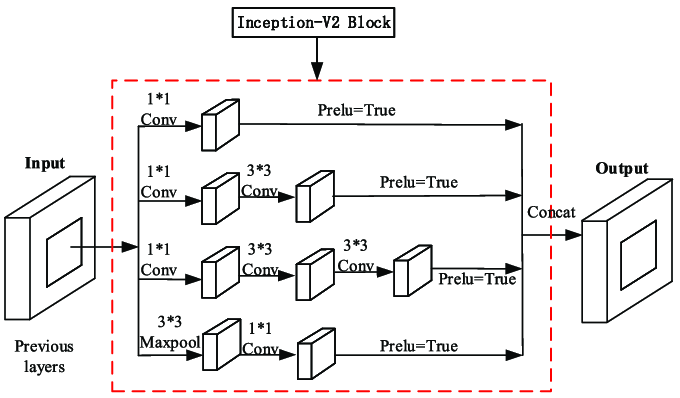 Inception-V2 Block
1*1
Conv
Prelu=True
Input
1*1
Conv
3*3
Conv
Prelu=True
Output
Concat
1*1
Conv
3*3
Conv
3*3
Conv
Prelu=True
3*3
Maxpool
1*1
Conv
Prelu=True
Previous
layers